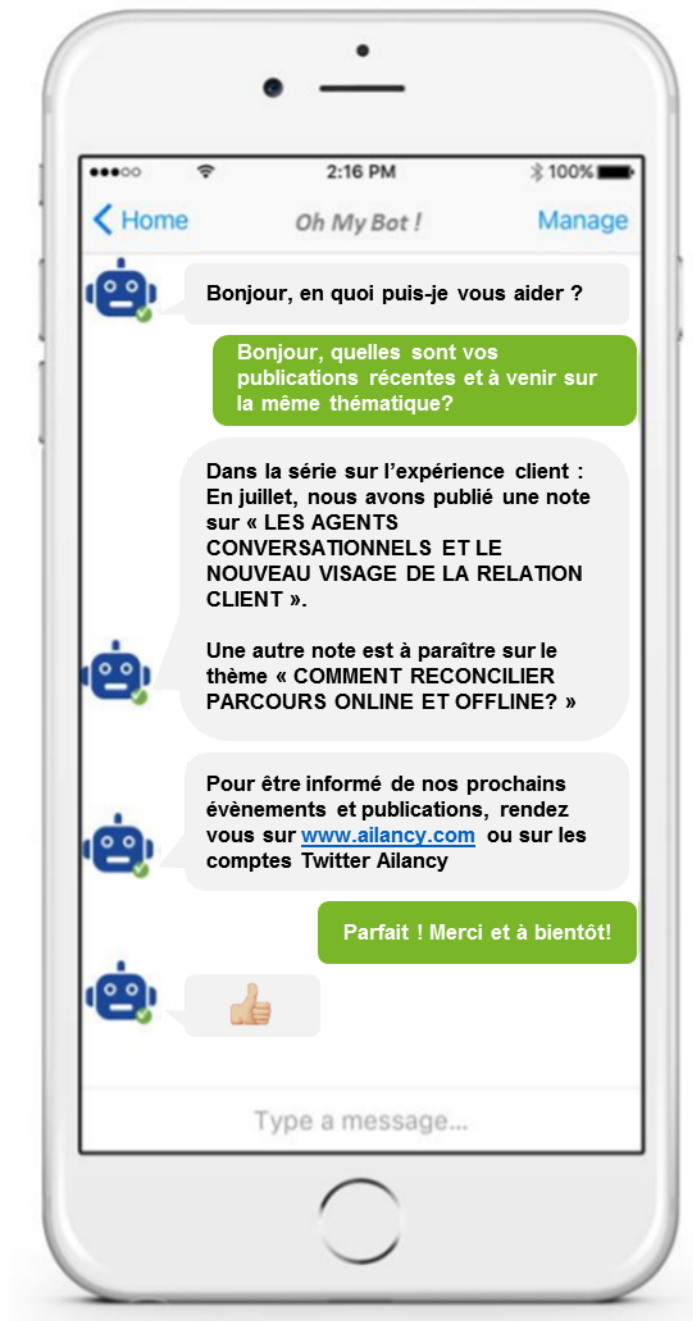 2:16 PM
100%
Home
Oh My Bot !
Manage
Bonjour, en quoi puis-je vous aider ?
Bonjour, quelles sont vos
publications récentes et à venir sur
la même thématique?
Dans la série sur l’expérience client :
En juillet, nous avons publié une note
sur « LES AGENTS
CONVERSATIONNELS ET LE
NOUVEAU VISAGE DE LA RELATION
CLIENT ».
Une autre note est à paraître sur le
thème « COMMENT RECONCILIER
PARCOURS ONLINE ET OFFLINE? »
Pour être informé de nos prochains
évènements et publications, rendez
vous sur www.ailancy.com ou sur les
comptes Twitter Ailancy
Parfait ! Merci et à bientôt!
Type a message...